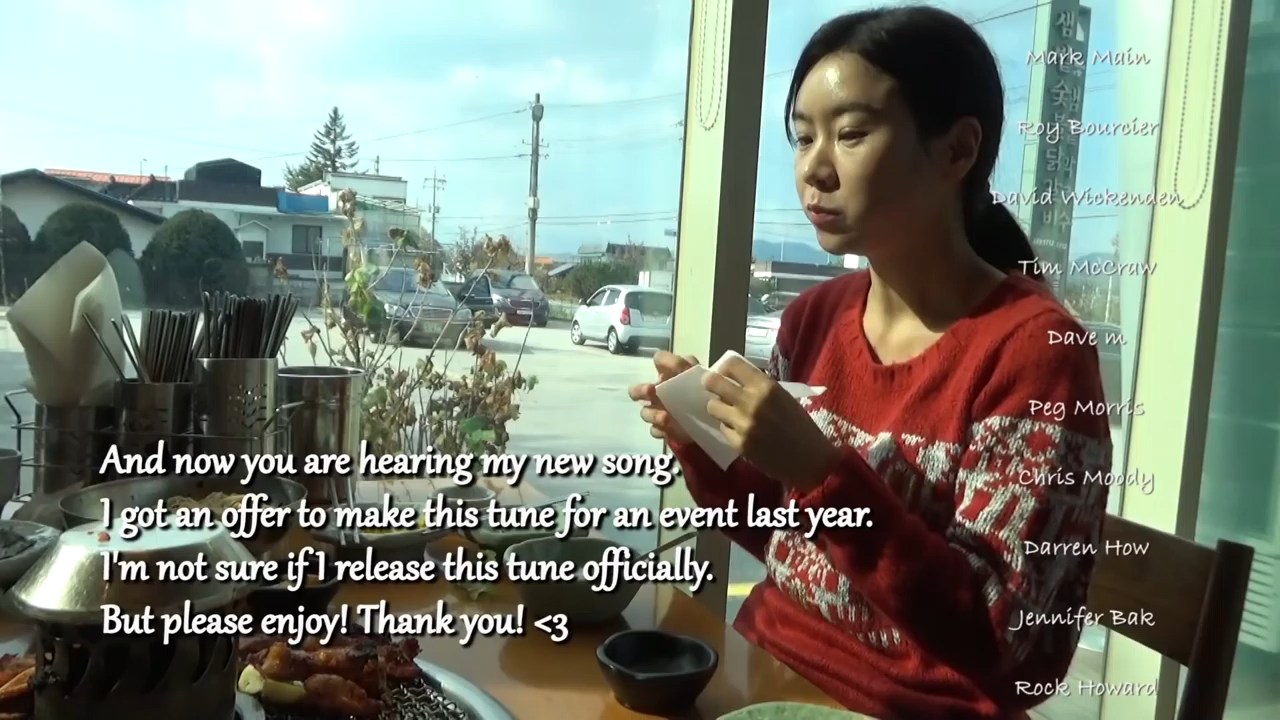 And now you are hearing my new song.
I got an offer to make this tune for an event last year.
I'm not sure if I release this tune officially.
But please enjoy! Thank you! <3
Mark Main
Roy Bourcier
David Wickenden
Tim McCraw
Dave m
Peg Morris
Chris Moody
Darren How
Jennifer Bak
Rock Howard